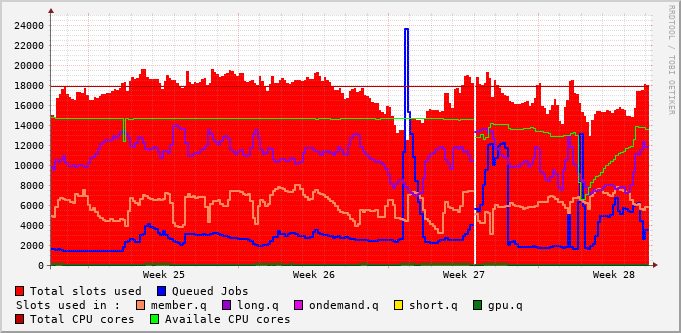 RRDTOOL / TOBI OETIKER
24000
22000
20000
18000
16000
14000
12000
10000
8000
6000
4000
2000
0
Week 25 Week 26 Week 27 Week 28
Total slots used Queued Jobs
Slots used in : member.q long.q ondemand.q short.q gpu.q
Total CPU cores Availale CPU cores